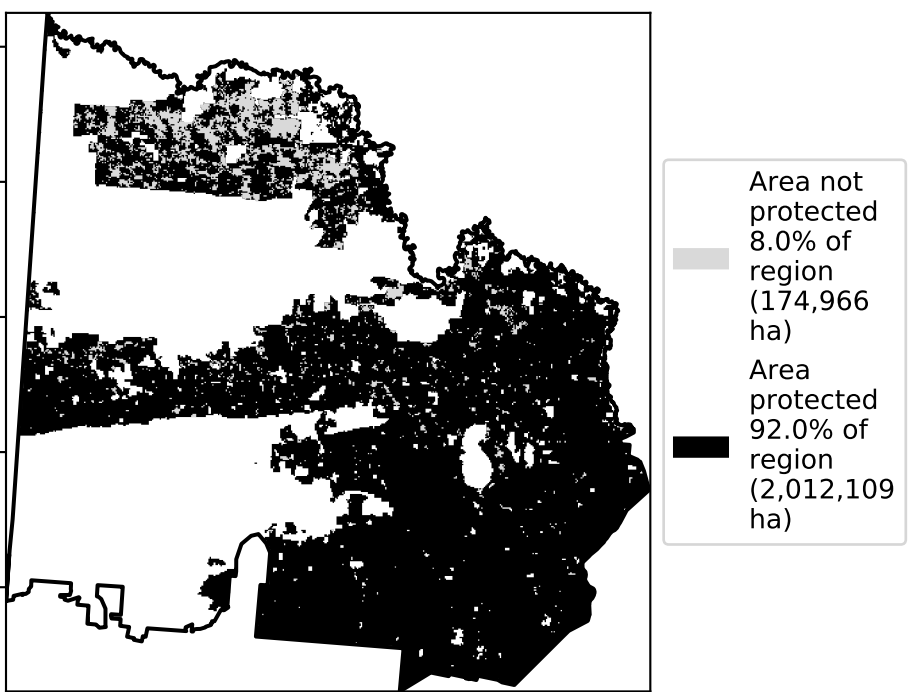 Area not
protected
8.0% of
region
(174,966
ha)
Area
protected
92.0% of
region
(2,012,109
ha)